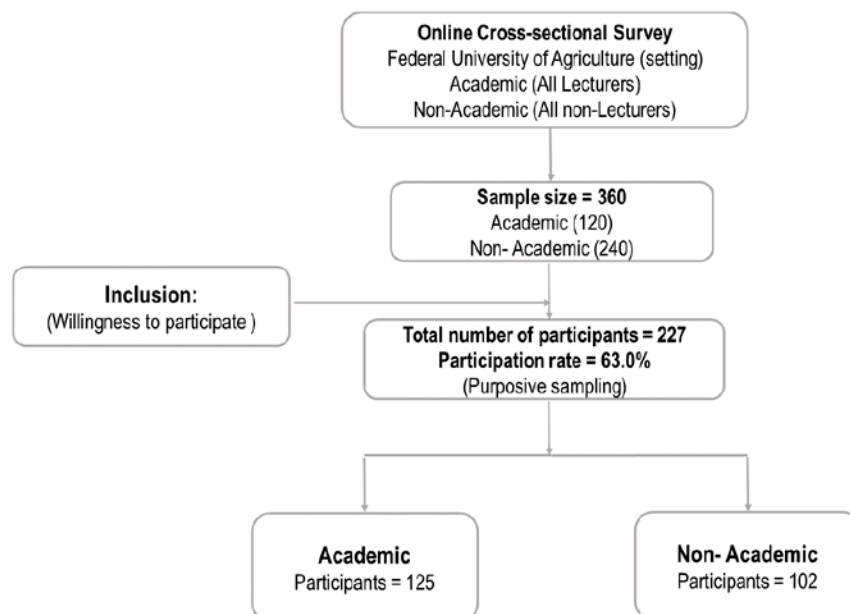 Online Cross-sectional Survey
Federal University of Agriculture (setting)
Academic (All Lecturers)
Non-Academic (All non-Lecturers)
Sample size = 360
Academic (120)
Non- Academic (240)
Inclusion:
(Willingness to participate )
Total number of participants = 227
Participation rate = 63.0%
(Purposive sampling)
Academic
Participants = 125
Non- Academic
Participants = 102